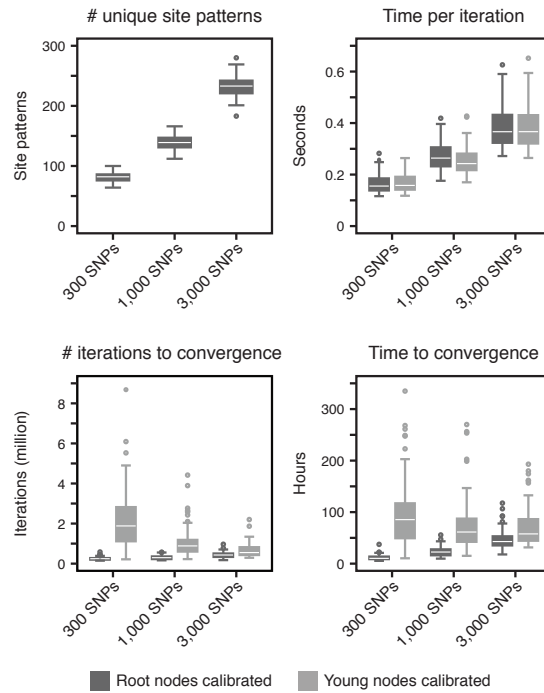 # unique site patterns
Site patterns
300
200
100
0
300 SNPs
1,000 SNPs
3,000 SNPs
Time per iteration
Seconds
0.6
0.4
0.2
0
300 SNPs
1,000 SNPs
3,000 SNPs
# iterations to convergence
Iterations (million)
8
6
4
2
0
300 SNPs
1,000 SNPs
3,000 SNPs
Time to convergence
Hours
300
200
100
50
0
300 SNPs
1,000 SNPs
3,000 SNPs
Root nodes calibrated
Young nodes calibrated